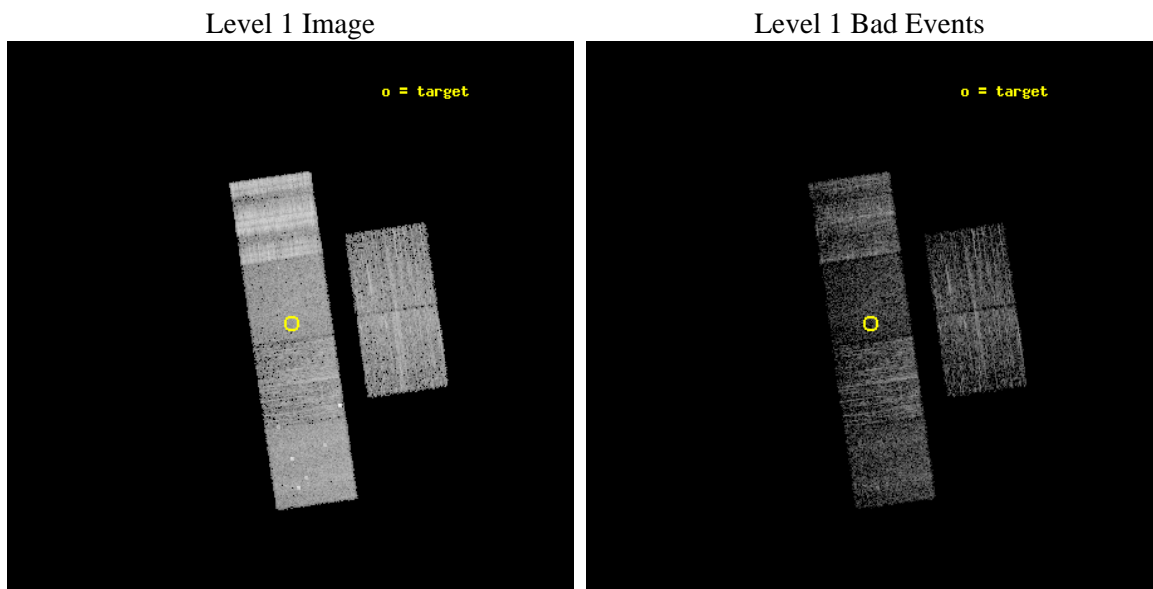 Level 1 Image
Level 1 Bad Events
o = target
o = target